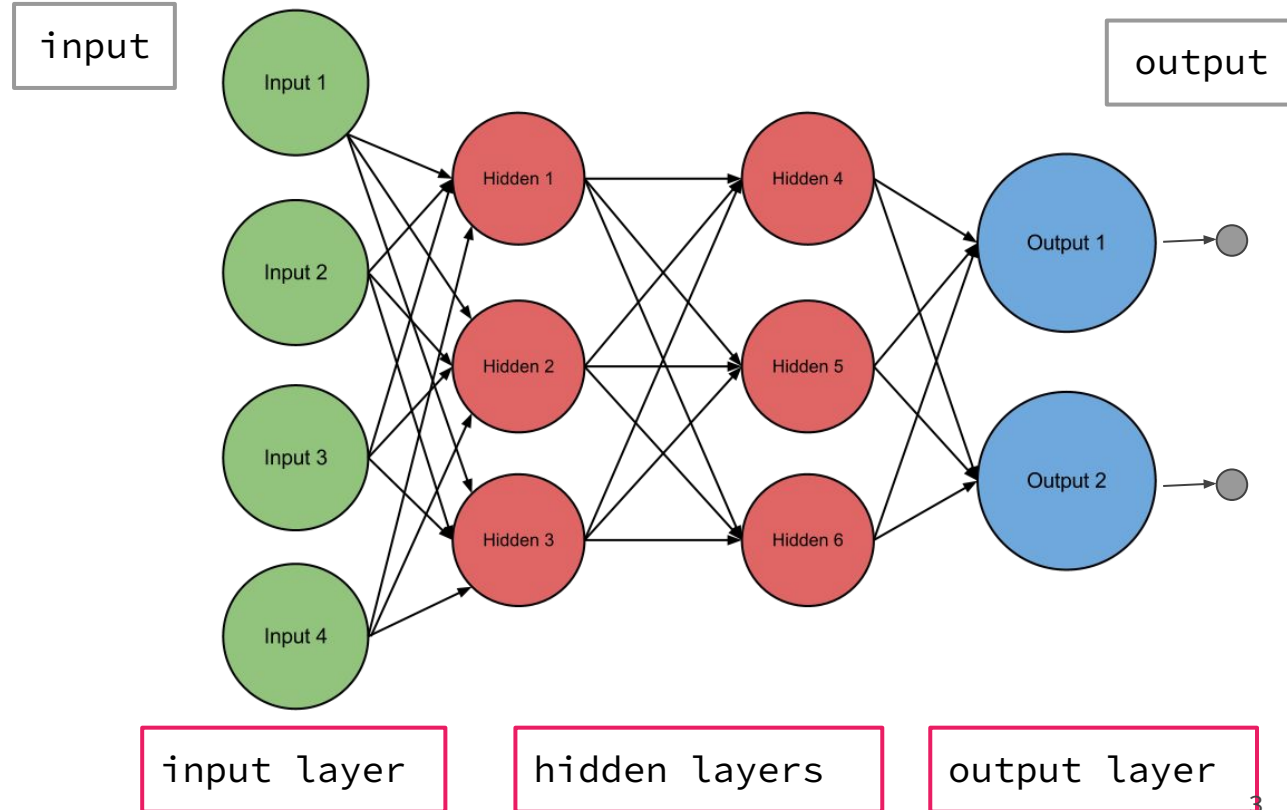 input
output
Input 1
Input 2
Input 3
Input 4
Hidden 1
Hidden 2
Hidden 3
Hidden 4
Hidden 5
Hidden 6
Output 1
Output 2
input layer
hidden layers
output layer
3